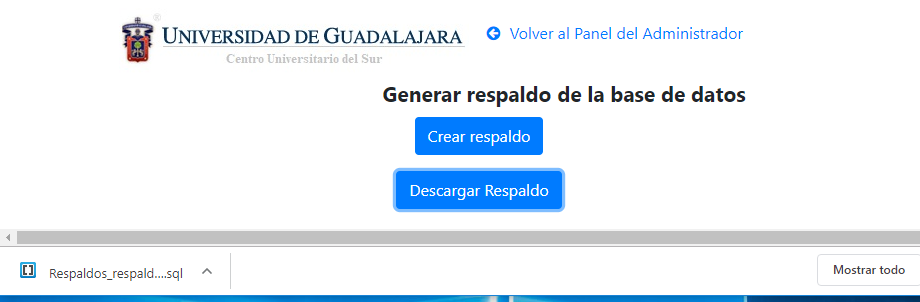 UNIVERSIDAD DE GUADALAJARA
Centro Universitario del Sur
Volver al Panel del Administrador
Generar respaldo de la base de datos
Crear respaldo
Descargar Respaldo
Respaldos_respald....sql
Mostrar todo